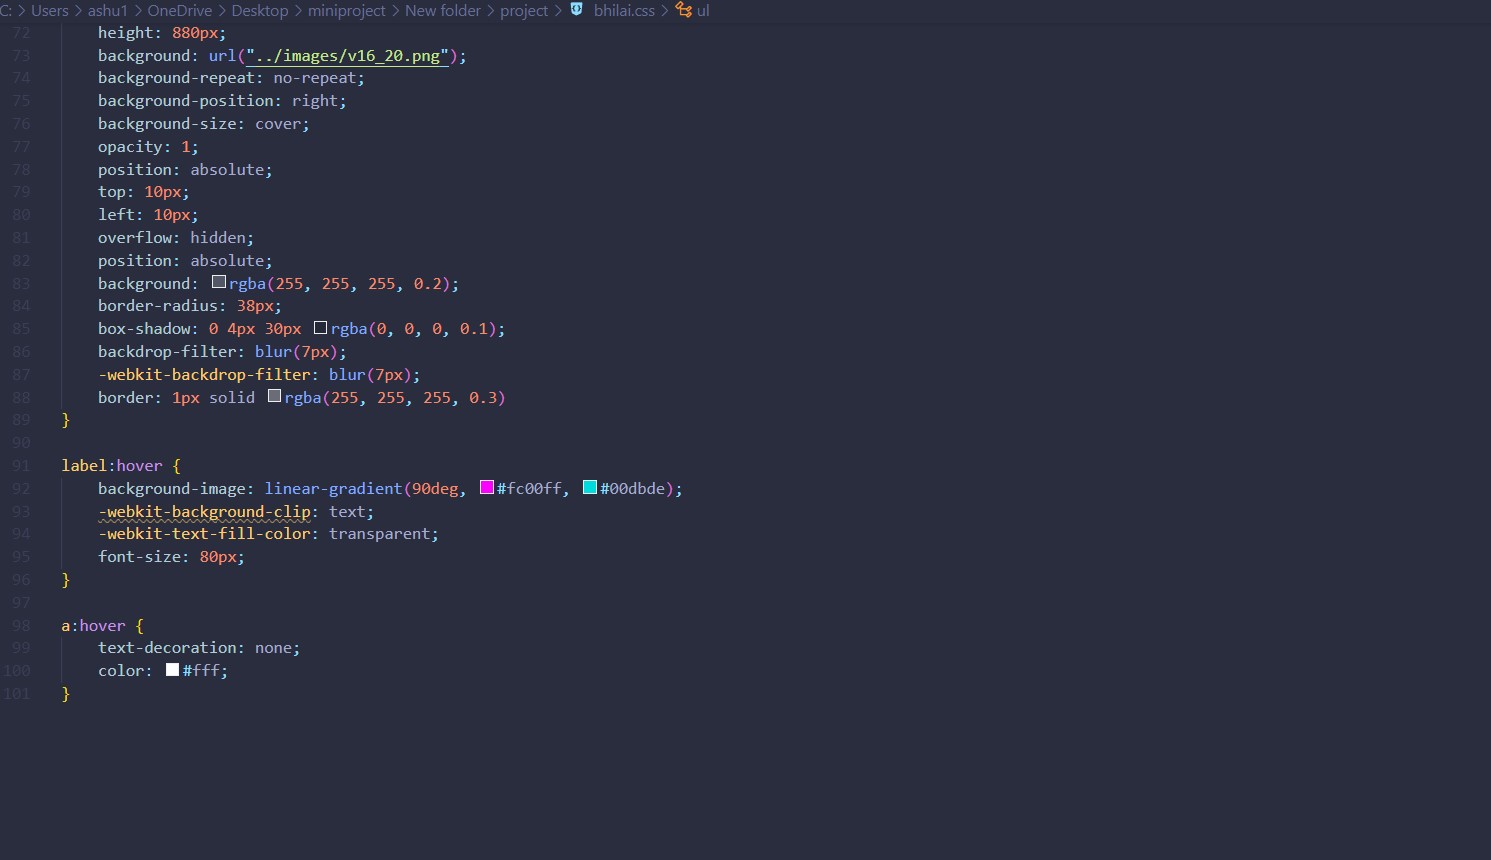 C: > Users > ashu1 > OneDrive > Desktop > miniproject > New folder > project > bhilai.css > ul
72 height: 880px;
73 background: url("../images/v16_20.png");
74 background-repeat: no-repeat;
75 background-position: right;
76 background-size: cover;
77 opacity: 1;
78 position: absolute;
79 top: 10px;
80 left: 10px;
81 overflow: hidden;
82 position: absolute;
83 background: rgba(255, 255, 255, 0.2);
84 border-radius: 38px;
85 box-shadow: 0 4px 30px rgba(0, 0, 0, 0.1);
86 backdrop-filter: blur(7px);
87 -webkit-backdrop-filter: blur(7px);
88 border: 1px solid rgba(255, 255, 255, 0.3)
89 }
90
91 label:hover {
92 background-image: linear-gradient(90deg, #fc00ff, #00dbde);
93 -webkit-background-clip: text;
94 -webkit-text-fill-color: transparent;
95 font-size: 80px;
96 }
97
98 a:hover {
99 text-decoration: none;
100 color: #fff;
101 }